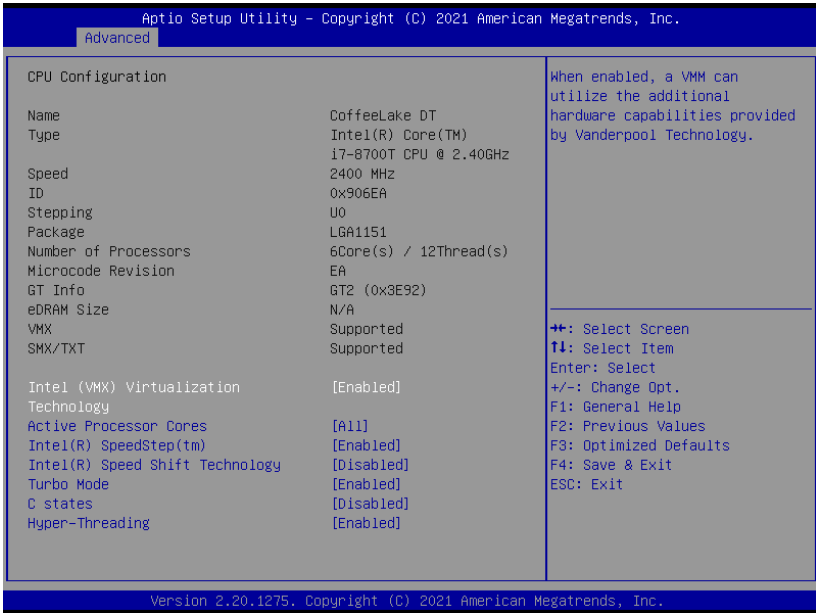 Aptio Setup Utility – Copyright (C) 2021 American Megatrends, Inc.
Advanced
CPU Configuration
Name CoffeeLake DT
Type Intel(R) Core(TM)
i7-8700T CPU @ 2.40GHz
Speed 2400 MHz
ID 0x906EA
Stepping U0
Package LGA1151
Number of Processors 6Core(s) / 12Thread(s)
Microcode Revision EA
GT Info GT2 (0x3E92)
eDRAM Size N/A
VMX Supported
SMX/TXT Supported
Intel (VMX) Virtualization [Enabled]
Technology
Active Processor Cores [All]
Intel(R) SpeedStep(tm) [Enabled]
Intel(R) Speed Shift Technology [Disabled]
Turbo Mode [Enabled]
C states [Disabled]
Hyper-Threading [Enabled]
When enabled, a VMM can
utilize the additional
hardware capabilities provided
by Vanderpool Technology.
→←: Select Screen
↑↓: Select Item
Enter: Select
+/-: Change Opt.
F1: General Help
F2: Previous Values
F3: Optimized Defaults
F4: Save & Exit
ESC: Exit
Version 2.20.1275. Copyright (C) 2021 American Megatrends, Inc.